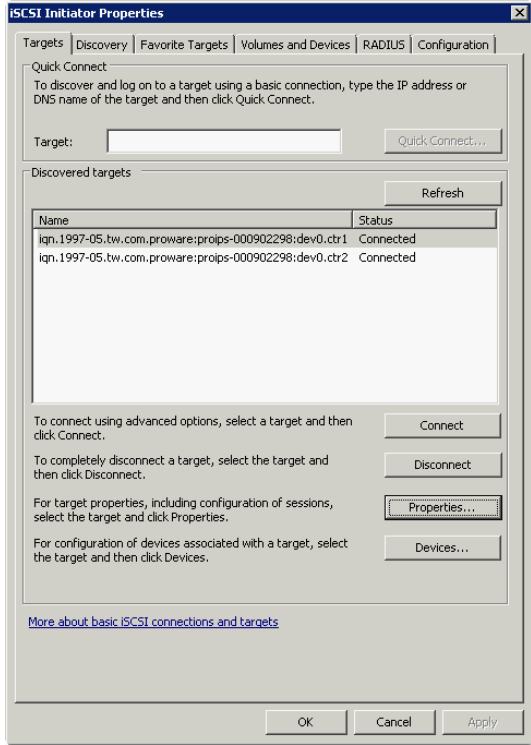 iSCSI Initiator Properties
Targets Discovery Favorite Targets Volumes and Devices RADIUS Configuration
Quick Connect
To discover and log on to a target using a basic connection, type the IP address or
DNS name of the target and then click Quick Connect.
Target: Quick Connect...
Discovered targets
Refresh
Name Status
iqn.1997-05.tw.com.proware:proips-000902298:dev0.ctr1 Connected
iqn.1997-05.tw.com.proware:proips-000902298:dev0.ctr2 Connected
To connect using advanced options, select a target and then
click Connect.
Connect
To completely disconnect a target, select the target and
then click Disconnect.
Disconnect
For target properties, including configuration of sessions,
select the target and click Properties.
Properties...
For configuration of devices associated with a target, select
the target and then click Devices.
Devices...
More about basic iSCSI connections and targets
OK Cancel Apply